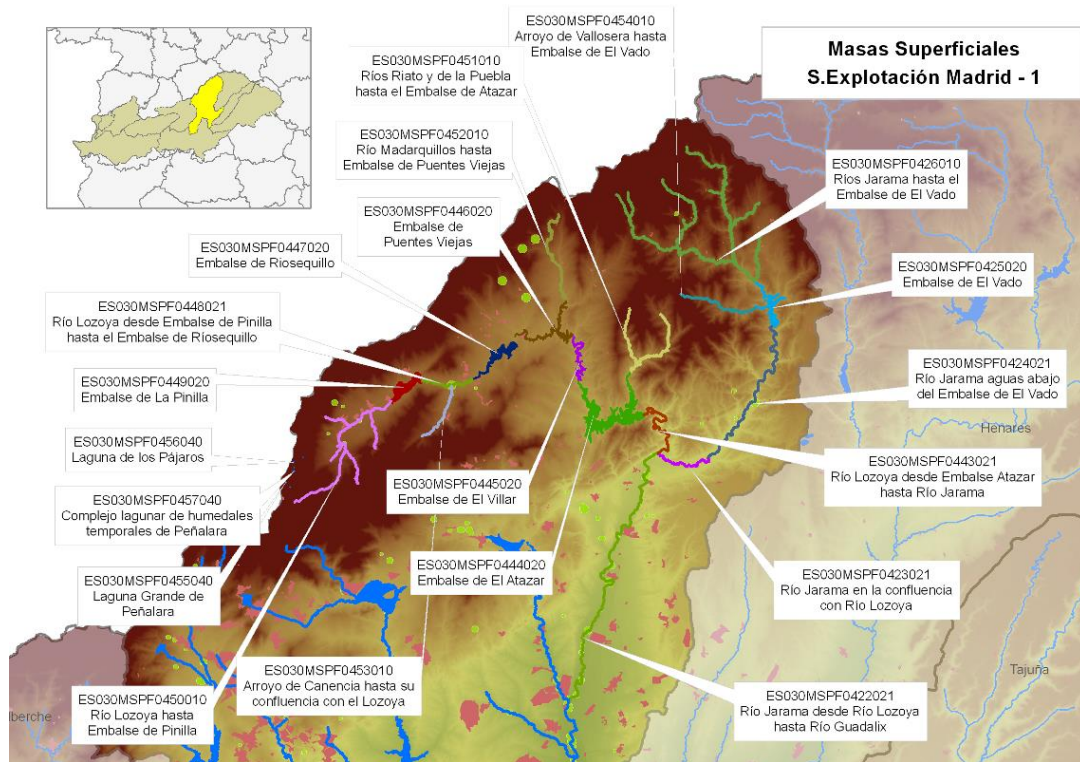 Masas Superficiales
S.Explotación Madrid - 1
ES030MSPF0454010
Arroyo de Vallosera hasta
Embalse de El Vado
ES030MSPF0451010
Ríos Riato y de la Puebla
hasta el Embalse de Atazar
ES030MSPF0452010
Río Madarquillos hasta
Embalse de Puentes Viejas
ES030MSPF0446020
Embalse de
Puentes Viejas
ES030MSPF0447020
Embalse de Riosequillo
ES030MSPF0448021
Río Lozoya desde Embalse de Pinilla
hasta el Embalse de Ríosequillo
ES030MSPF0449020
Embalse de La Pinilla
ES030MSPF0456040
Laguna de los Pájaros
ES030MSPF0457040
Complejo lagunar de humedales
temporales de Peñalara
ES030MSPF0455040
Laguna Grande de
Peñalara
ES030MSPF0450010
Río Lozoya hasta
Embalse de Pinilla
ES030MSPF0453010
Arroyo de Canencia hasta su
confluencia con el Lozoya
ES030MSPF0445020
Embalse de El Villar
ES030MSPF0444020
Embalse de El Atazar
ES030MSPF0426010
Ríos Jarama hasta el
Embalse de El Vado
ES030MSPF0425020
Embalse de El Vado
ES030MSPF0424021
Río Jarama aguas abajo
del Embalse de El Vado
Henares
ES030MSPF0443021
Río Lozoya desde Embalse Atazar
hasta Río Jarama
ES030MSPF0423021
Río Jarama en la confluencia
con Río Lozoya
Tajuña
ES030MSPF0422021
Río Jarama desde Río Lozoya
hasta Río Guadalix
lberche